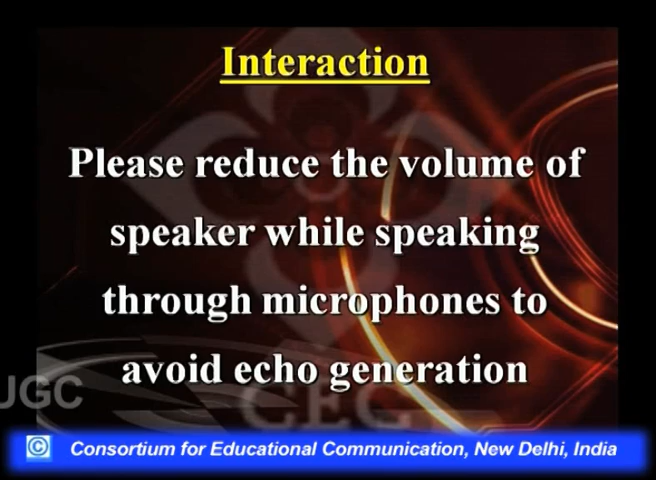 Interaction
Please reduce the volume of
speaker while speaking
through microphones to
avoid echo generation
JGC
CEC
© Consortium for Educational Communication, New Delhi, India